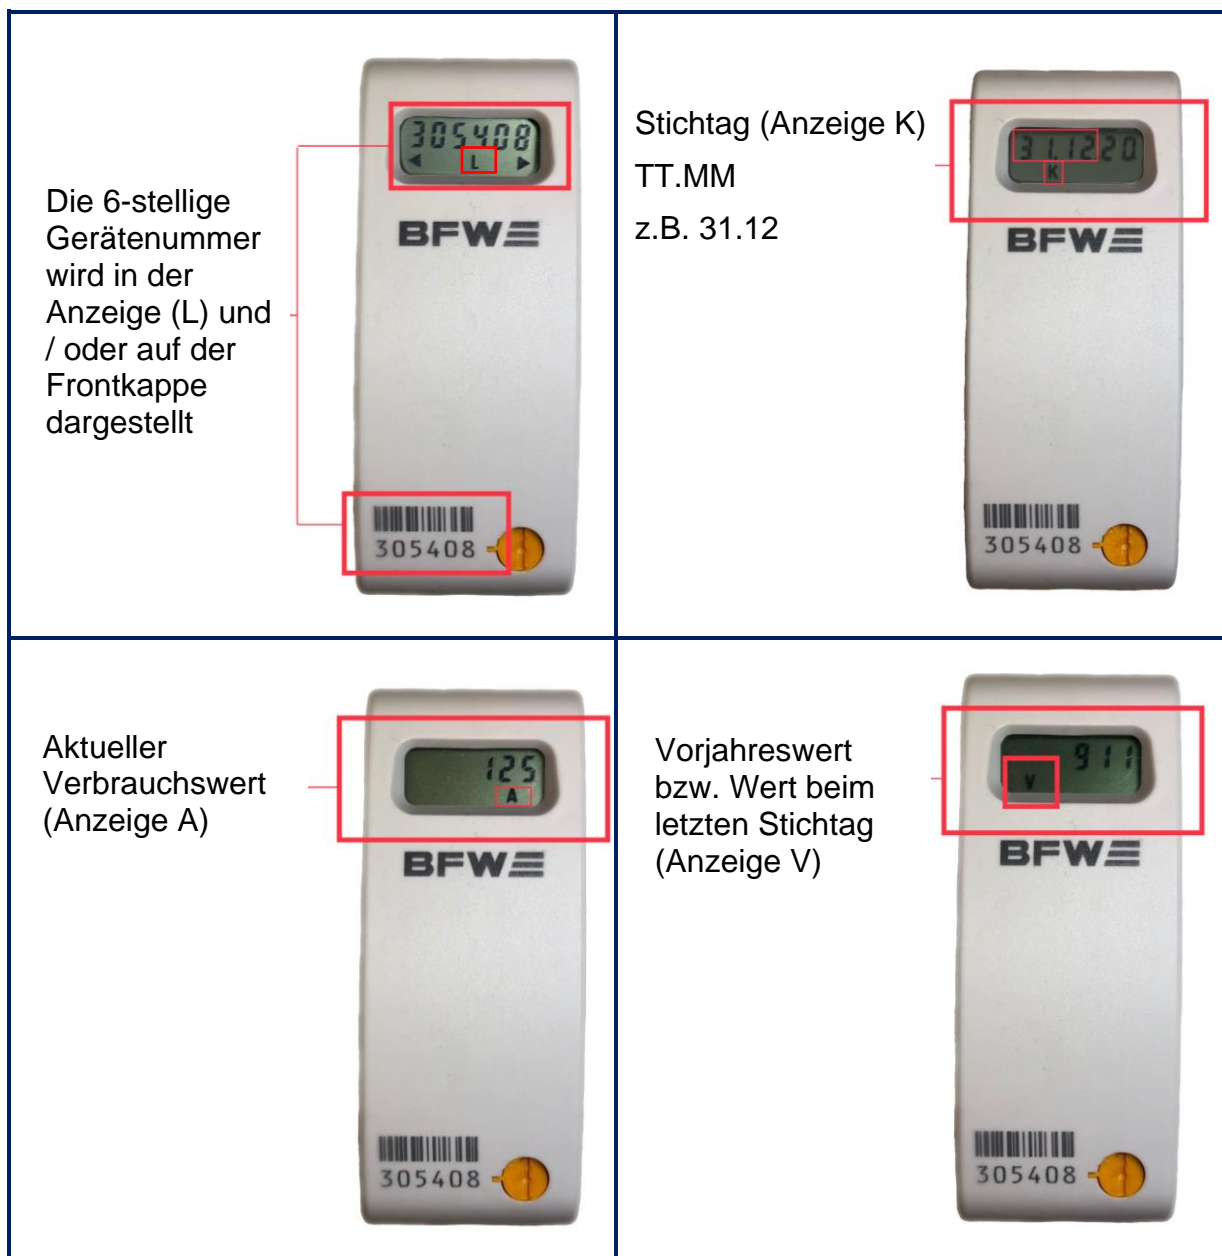 Die 6-stellige
Gerätenummer
wird in der
Anzeige (L) und
/ oder auf der
Frontkappe
dargestellt
305408
L
BFW
305408
Stichtag (Anzeige K)
TT.MM
z.B. 31.12
31.1220
K
BFW
305408
Aktueller
Verbrauchswert
(Anzeige A)
125
A
BFW
305408
Vorjahreswert
bzw. Wert beim
letzten Stichtag
(Anzeige V)
911
V
BFW
305408